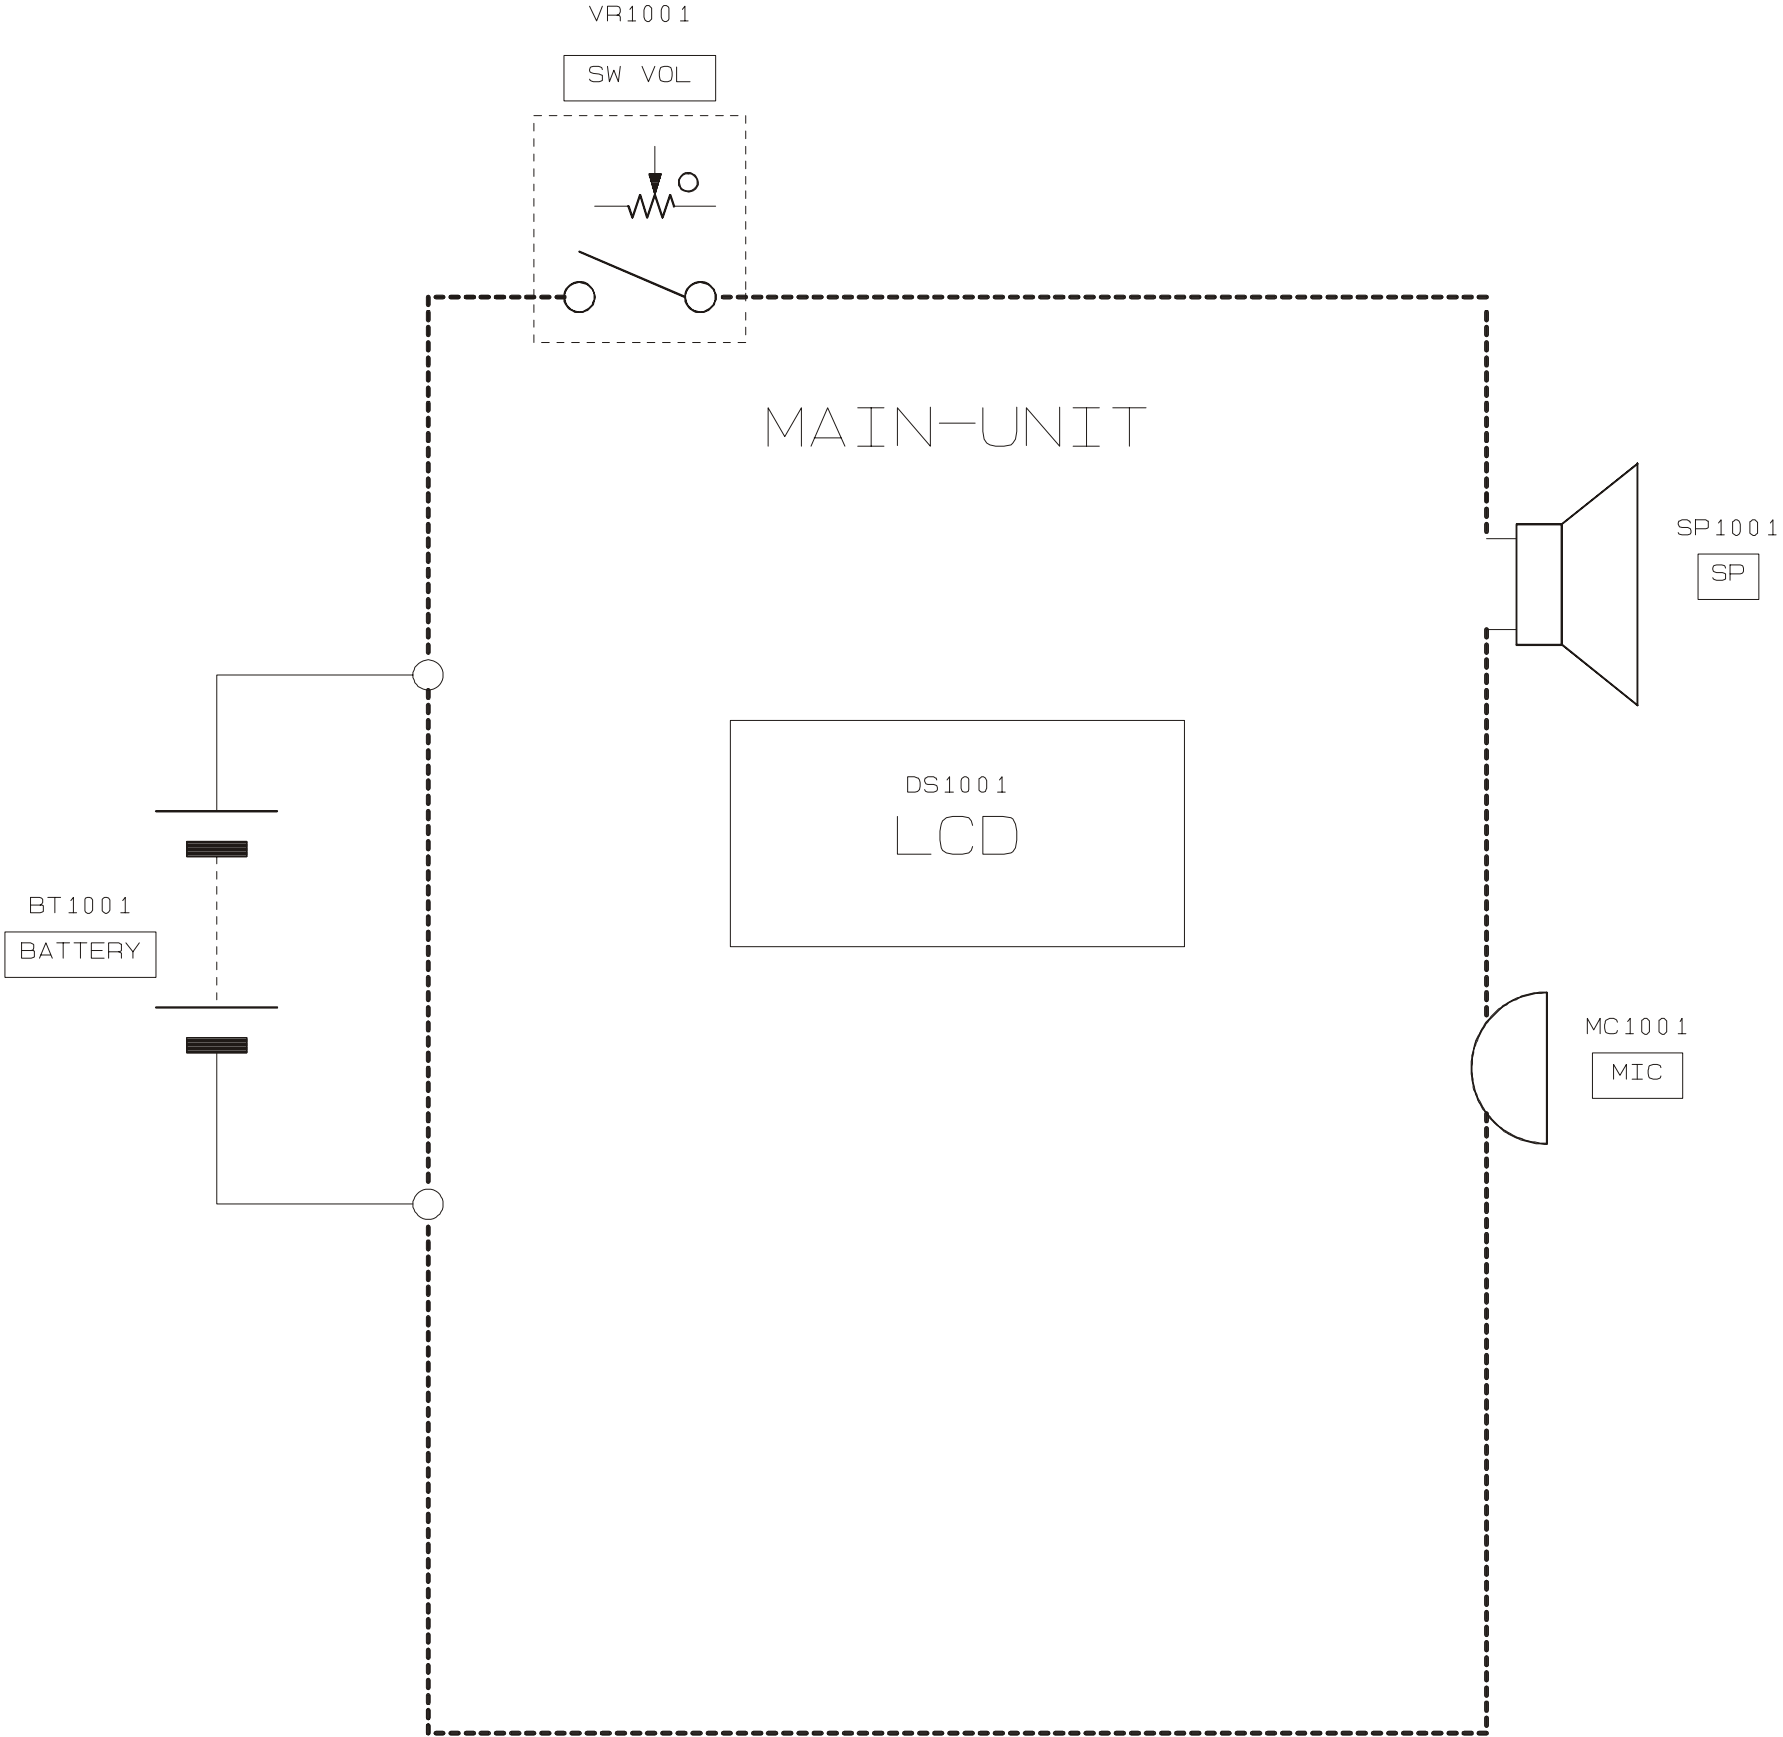 VR1001
SW VOL
MAIN-UNIT
SP1001
SP
DS1001
LCD
BT1001
BATTERY
MC1001
MIC